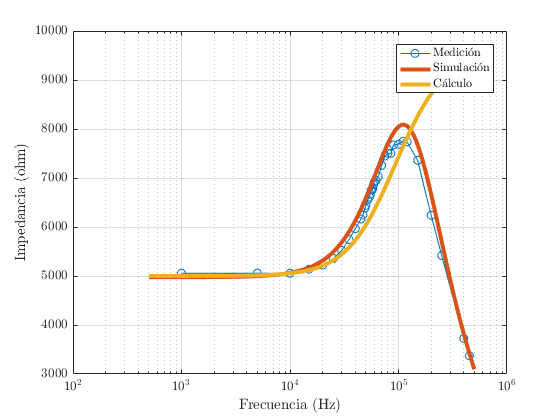 10000
9000
8000
7000
6000
5000
4000
3000
Impedancia (ohm)
Medición
Simulación
Cálculo
10^2
10^3
10^4
10^5
10^6
Frecuencia (Hz)